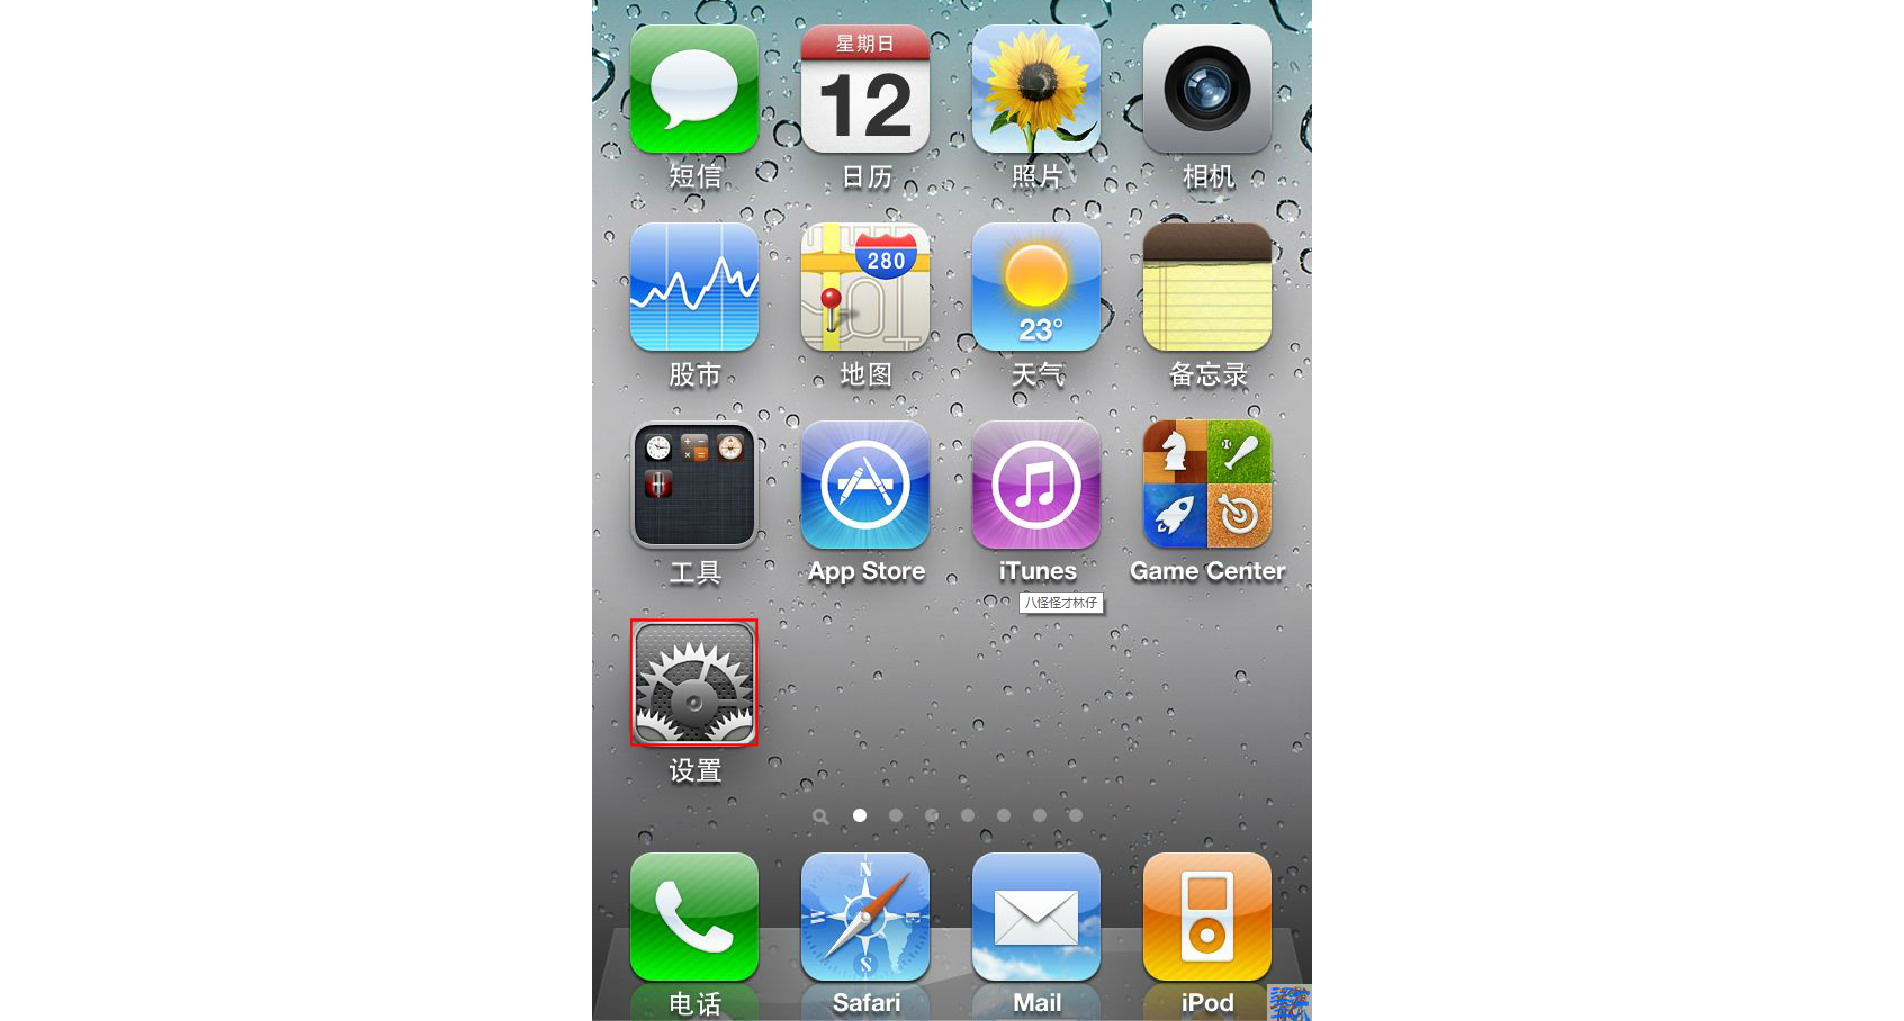 星期日
12
短信
日历
照片
相机
280
23°
股市
地图
天气
备忘录
工具
App Store
iTunes
Game Center
八怪怪才林仔
设置
N
W
E
S
电话
Safari
Mail
iPod